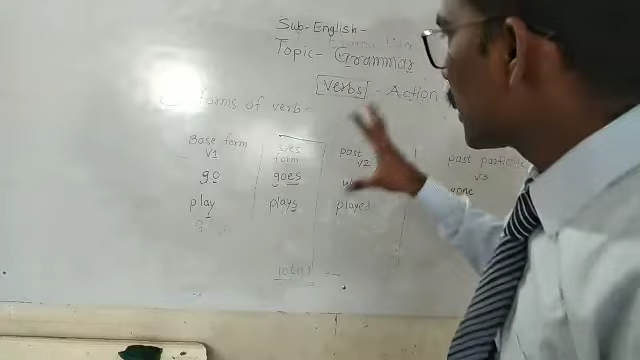 Sub-English-
Topic- Grammar
Verbs - Action
forms of verb-
Base form s/es form past past participle
V1 V2 V3
go goes gone
play plays played
Total